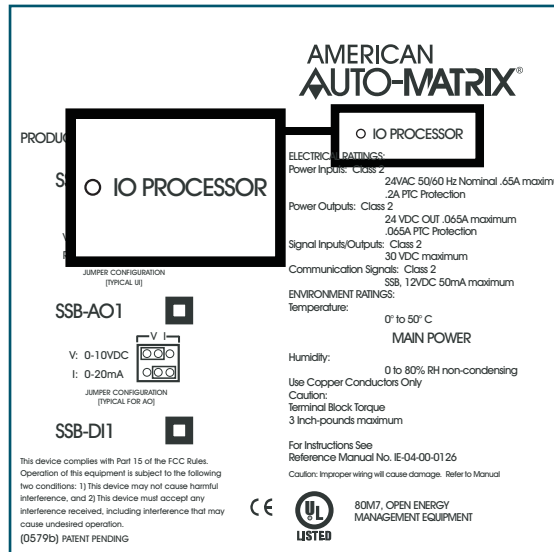 AMERICAN
AUTO-MATRIX®
PRODUC
IO PROCESSOR
IO PROCESSOR
JUMPER CONFIGURATION
(TYPICAL UI)
SSB-AO1
V I
V: 0-10VDC
I: 0-20mA
JUMPER CONFIGURATION
(TYPICAL FOR AO)
SSB-DI1
This device complies with Part 15 of the FCC Rules.
Operation of this equipment is subject to the following
two conditions: 1) This device may not cause harmful
interference, and 2) This device must accept any
interference received, including interference that may
cause undesired operation.
(0579b) PATENT PENDING
ELECTRICAL RATTINGS:
Power Inputs: Class 2
24VAC 50/60 Hz Nominal .65A maximu
.2A PTC Protection
Power Outputs: Class 2
24 VDC OUT .065A maximum
.065A PTC Protection
Signal Inputs/Outputs: Class 2
30 VDC maximum
Communication Signals: Class 2
SSB, 12VDC 50mA maximum
ENVIRONMENT RATINGS:
Temperature:
0° to 50° C
MAIN POWER
Humidity:
0 to 80% RH non-condensing
Use Copper Conductors Only
Caution:
Terminal Block Torque
3 Inch-pounds maximum
For Instructions See
Reference Manual No. IE-04-00-0126
Caution: Improper wiring will cause damage. Refer to Manual
CE
UL
LISTED
80M7, OPEN ENERGY
MANAGEMENT EQUIPMENT